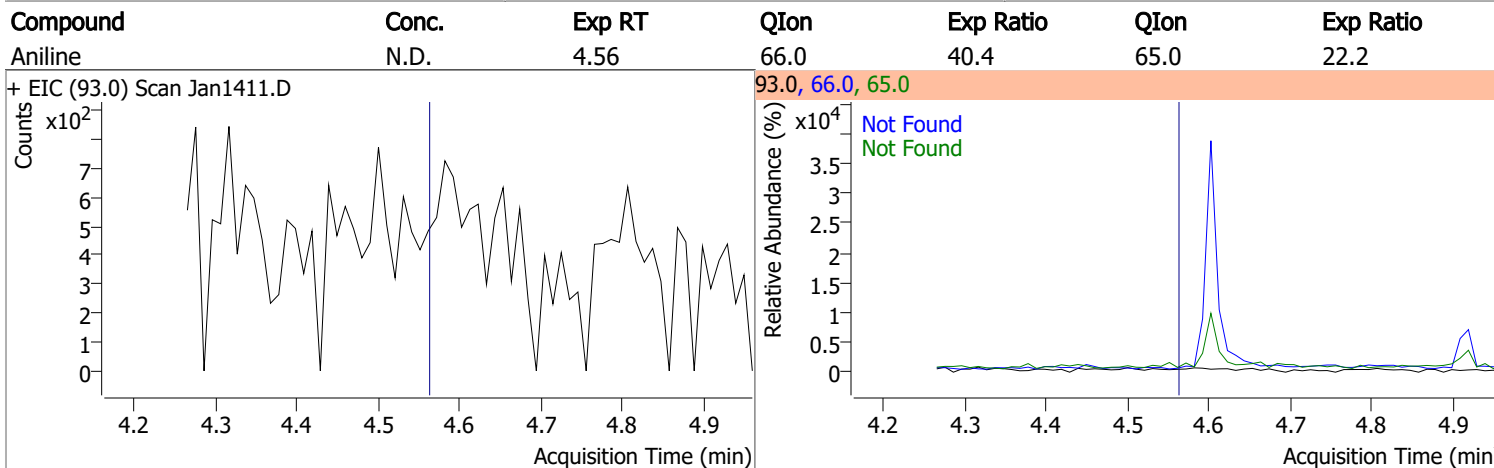 Compound Conc. Exp RT QIon Exp Ratio QIon Exp Ratio
Aniline N.D. 4.56 66.0 40.4 65.0 22.2
+ EIC (93.0) Scan Jan1411.D
Counts
x10²
7
6
5
4
3
2
1
0
4.2 4.3 4.4 4.5 4.6 4.7 4.8 4.9
Acquisition Time (min)
93.0, 66.0, 65.0
Relative Abundance (%)
x10⁴
Not Found
Not Found
3.5
3
2.5
2
1.5
1
0.5
0
4.2 4.3 4.4 4.5 4.6 4.7 4.8 4.9
Acquisition Time (min